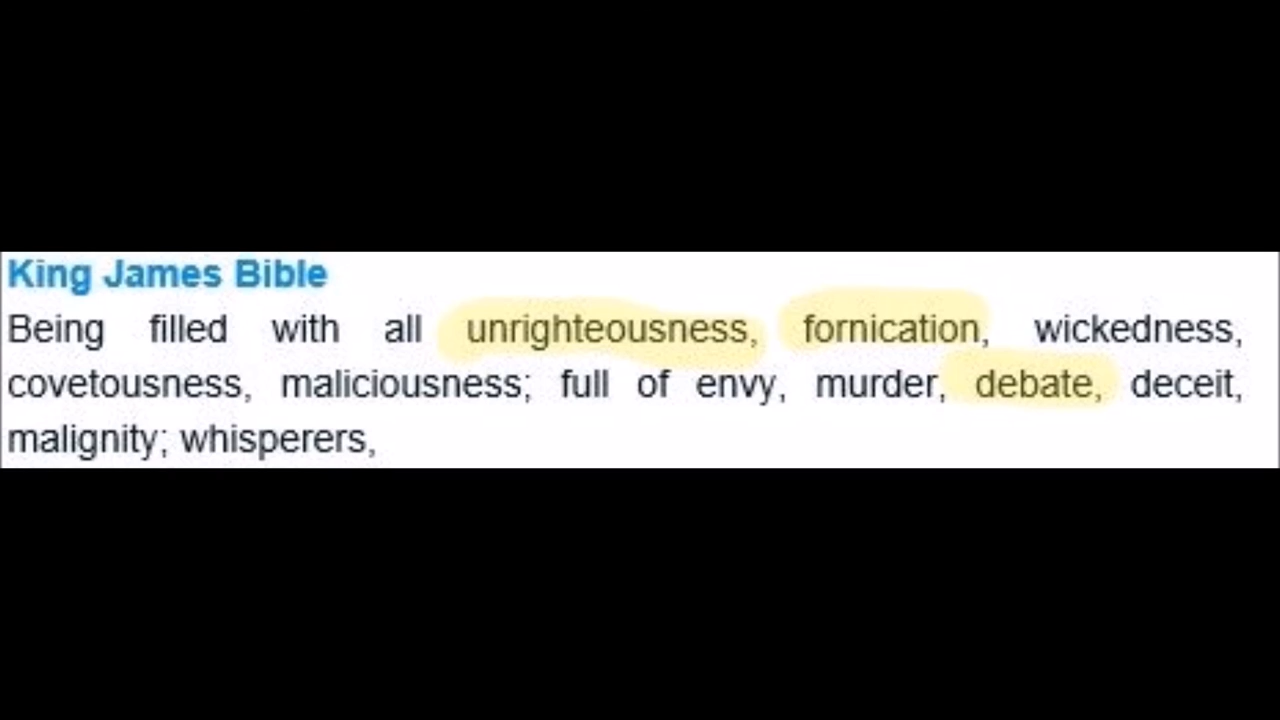 King James Bible
Being filled with all unrighteousness, fornication, wickedness,
covetousness, maliciousness; full of envy, murder, debate, deceit,
malignity; whisperers,